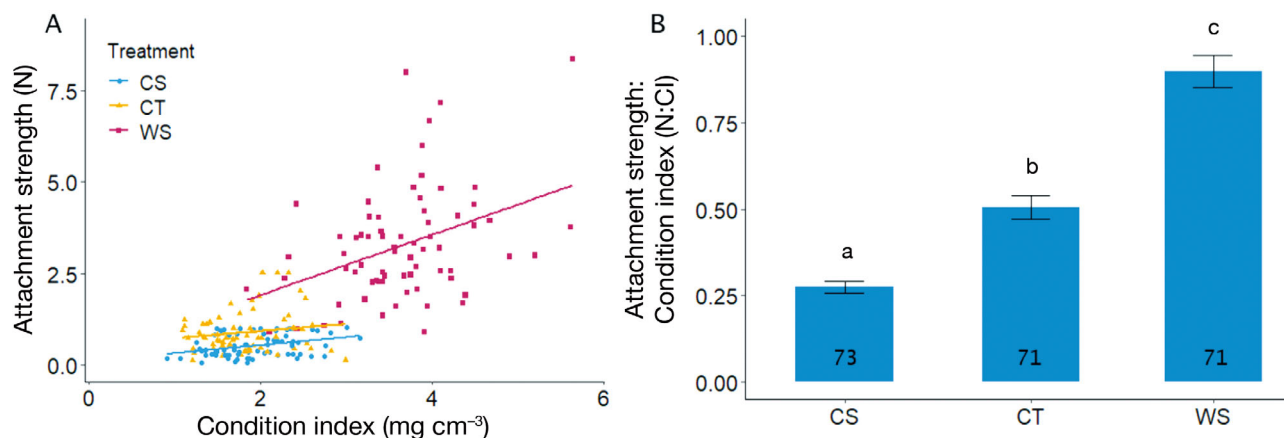 A
Treatment
CS
CT
WS
Attachment strength (N)
7.5
5.0
2.5
0.0
0
2
4
6
Condition index (mg cm⁻³)
B
Attachment strength:
Condition index (N:CI)
1.00
0.75
0.50
0.25
0.00
a
b
c
73
71
71
CS
CT
WS